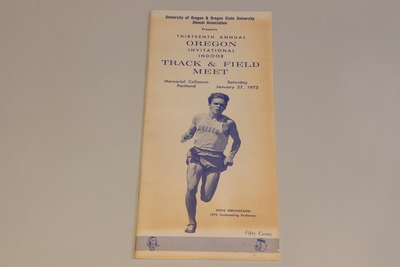 University of Oregon & Oregon State University
Alumni Association
Presents
THIRTEENTH ANNUAL
OREGON
INVITATIONAL
INDOOR
TRACK & FIELD
MEET
Memorial Coliseum
Portland
Saturday
January 27, 1973
OREGON
STEVE PREFONTAINE
1972 Outstanding Performer
Fifty Cents